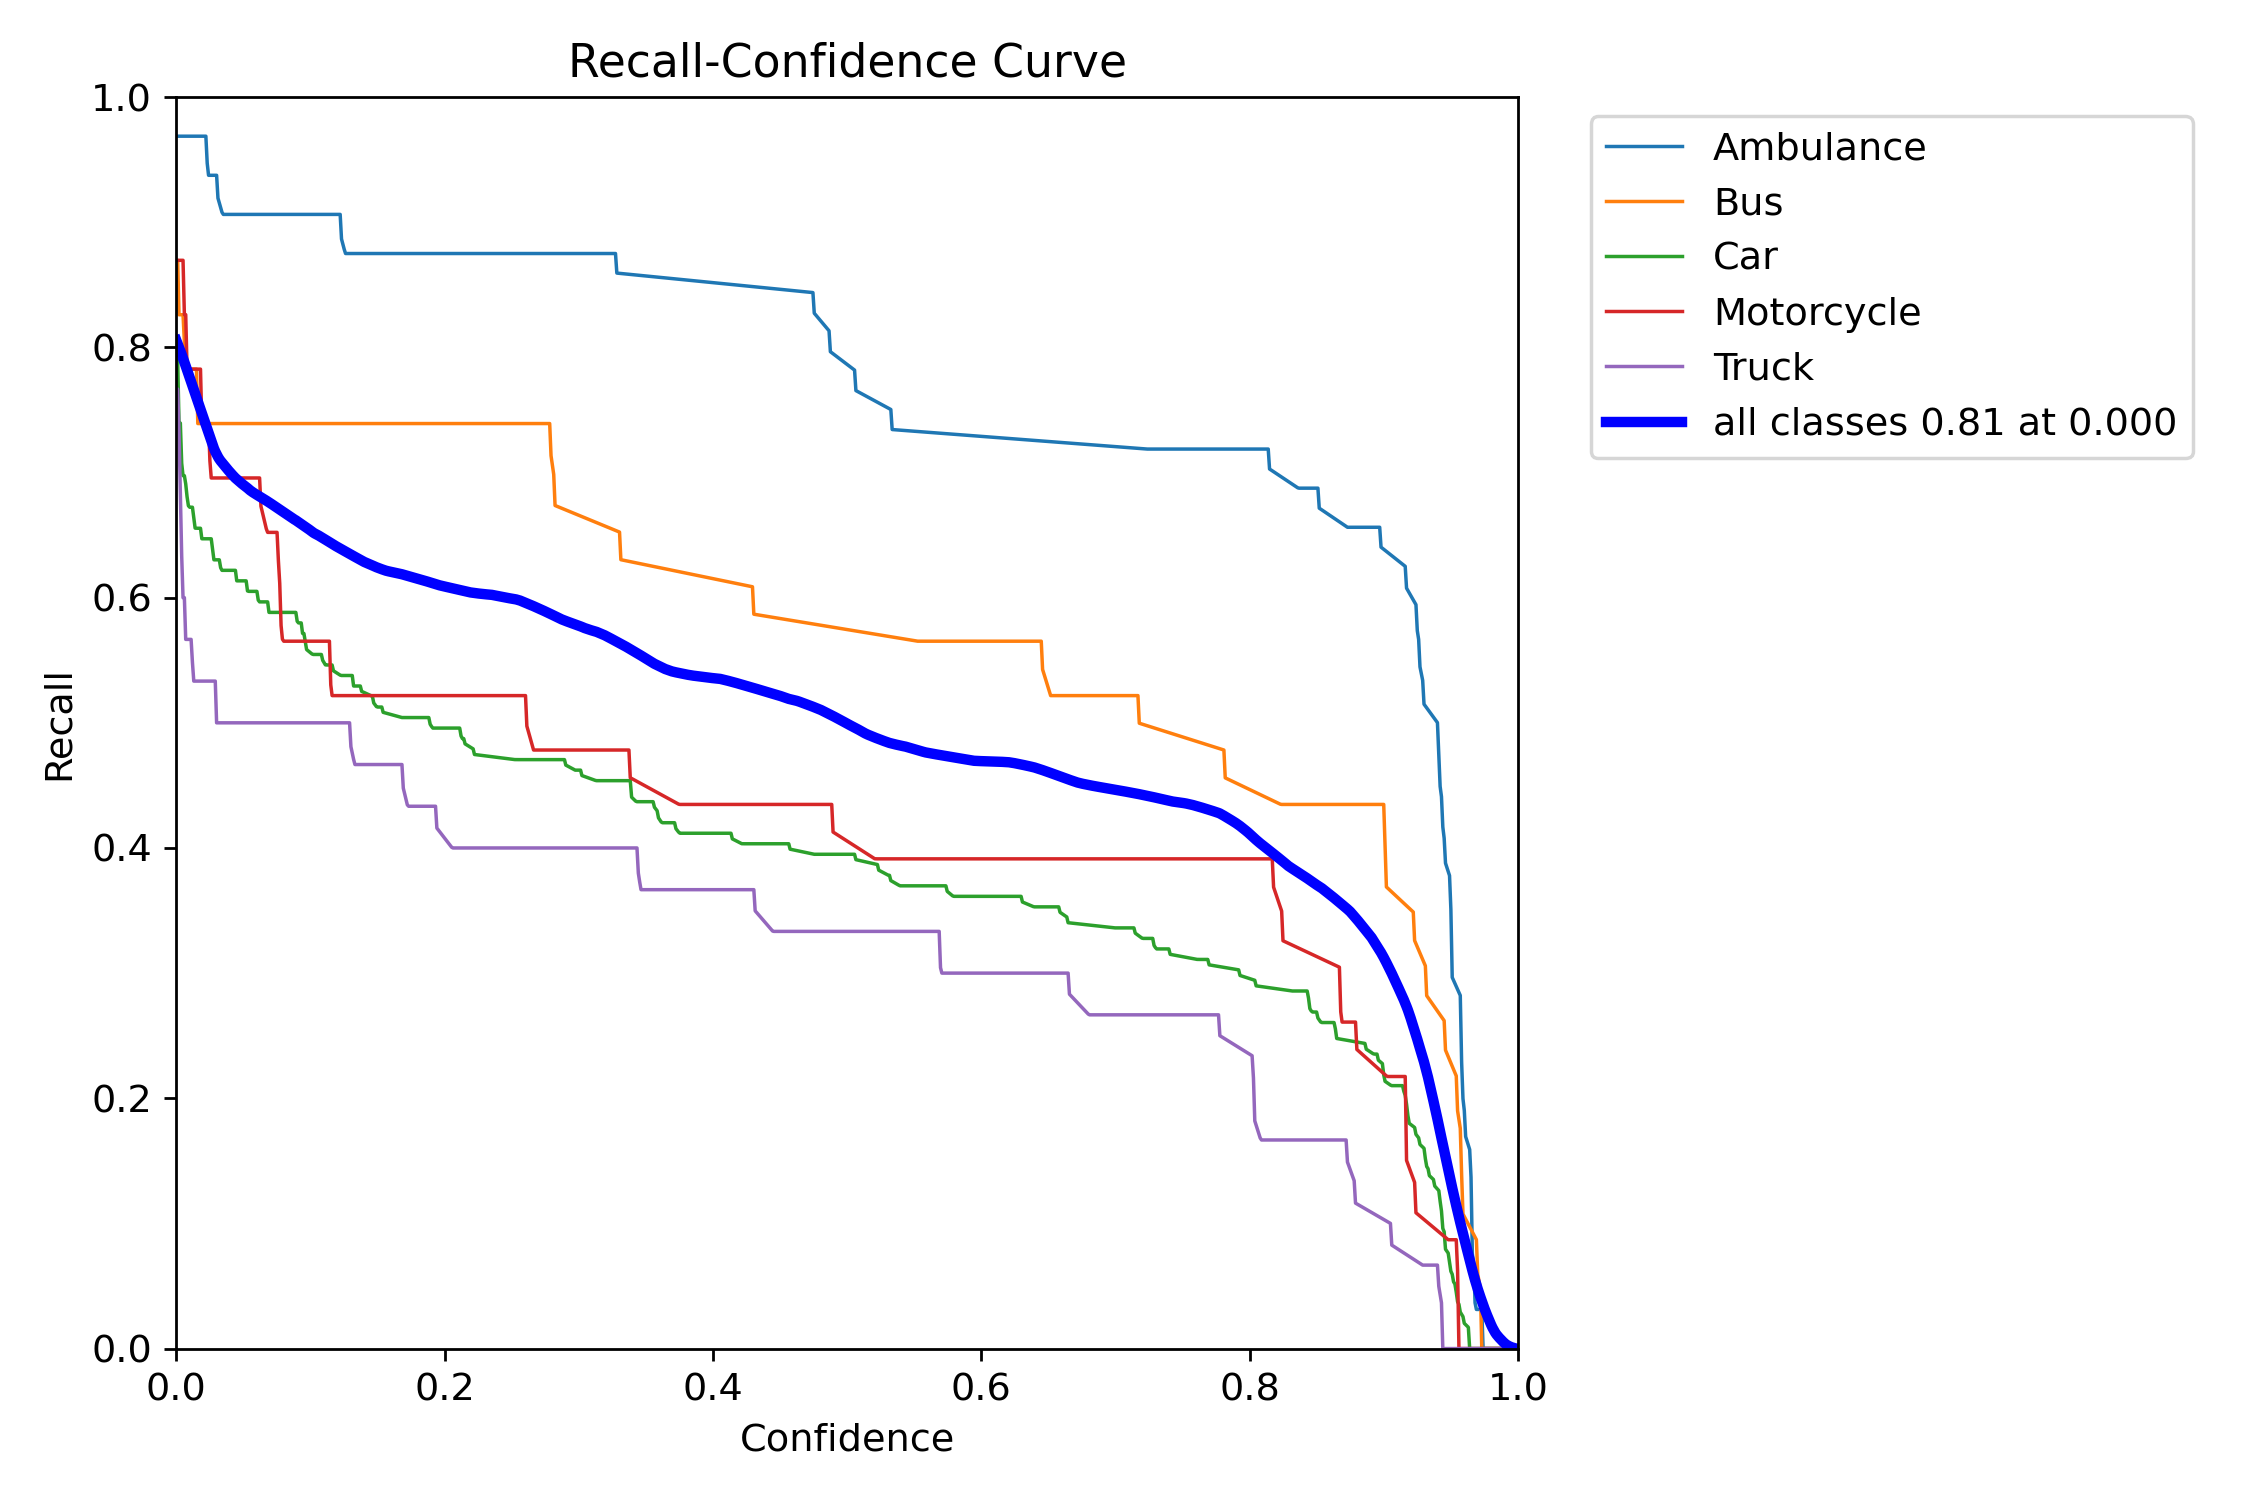 Recall-Confidence Curve
1.0
0.8
0.6
0.4
0.2
0.0
Recall
0.0 0.2 0.4 0.6 0.8 1.0
Confidence
Ambulance
Bus
Car
Motorcycle
Truck
all classes 0.81 at 0.000